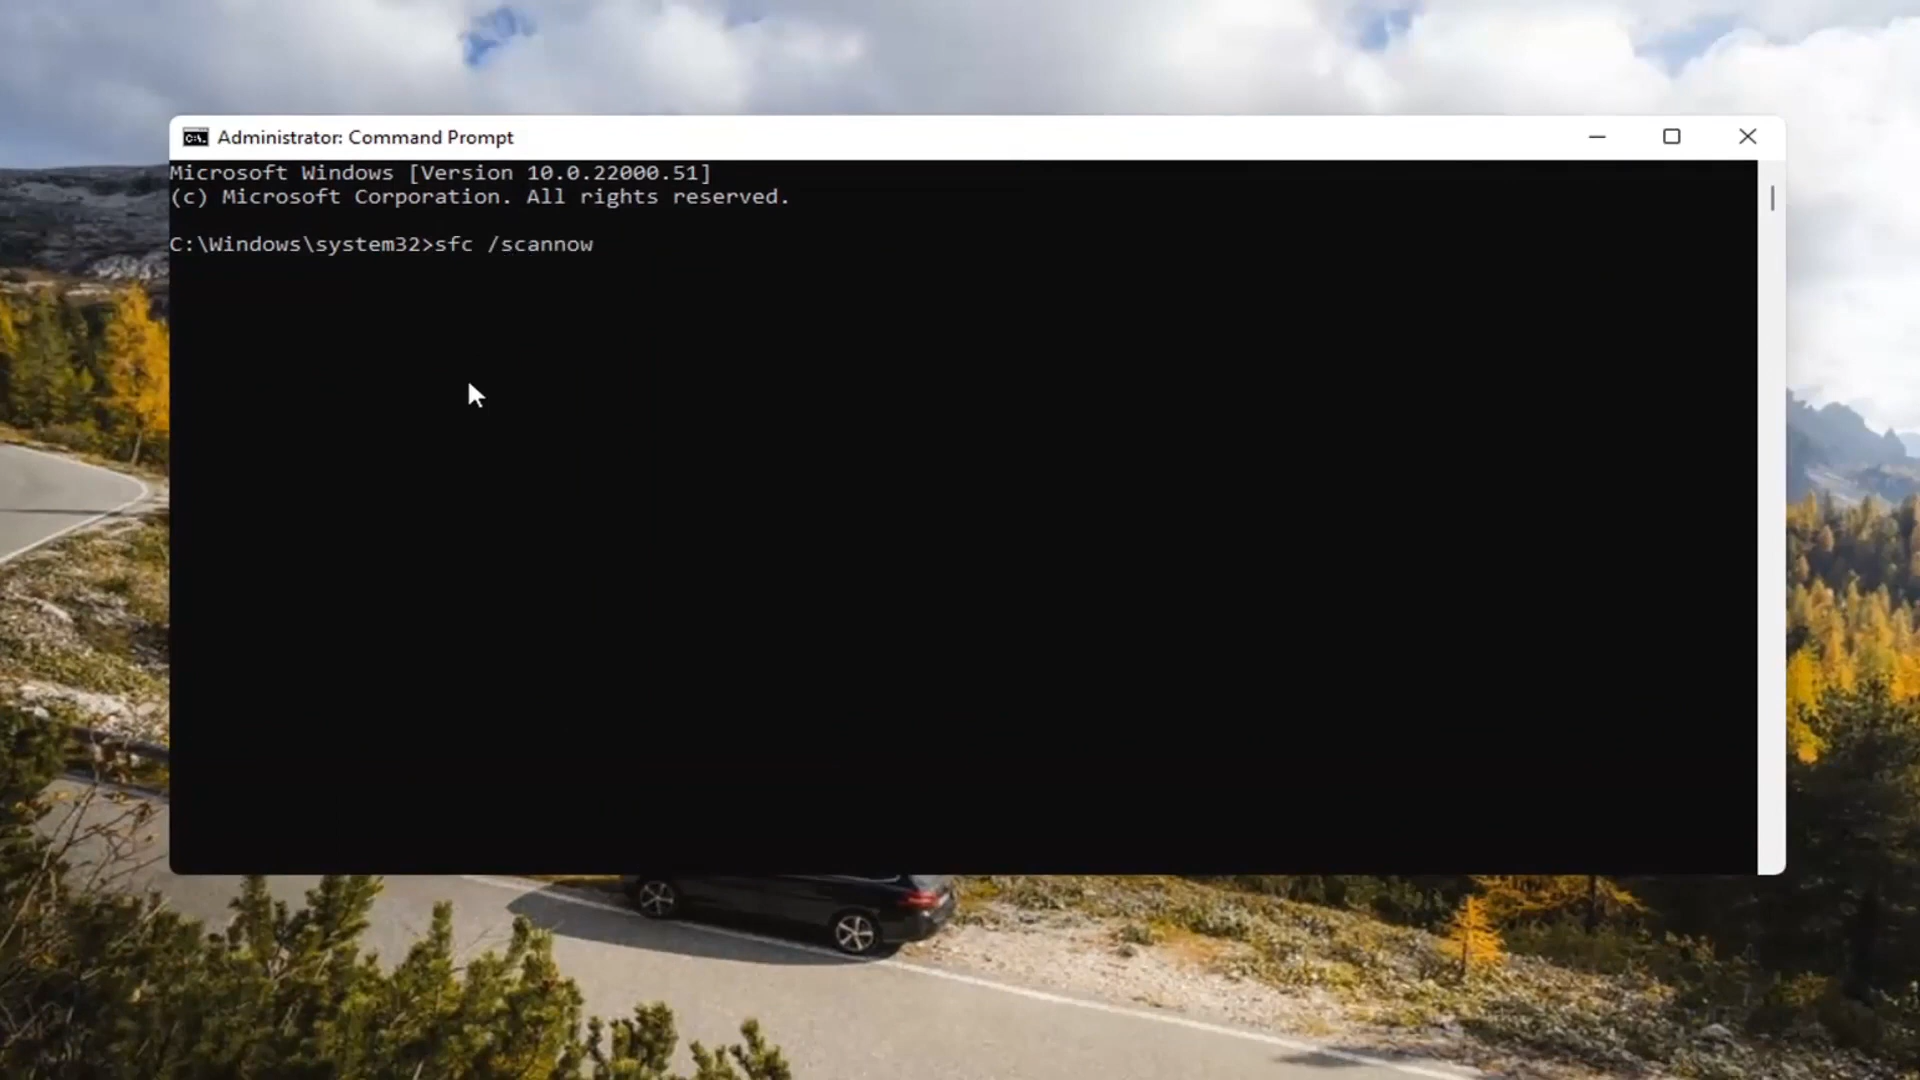 Administrator: Command Prompt
Microsoft Windows [Version 10.0.22000.51]
(c) Microsoft Corporation. All rights reserved.
C:\Windows\system32>sfc /scannow